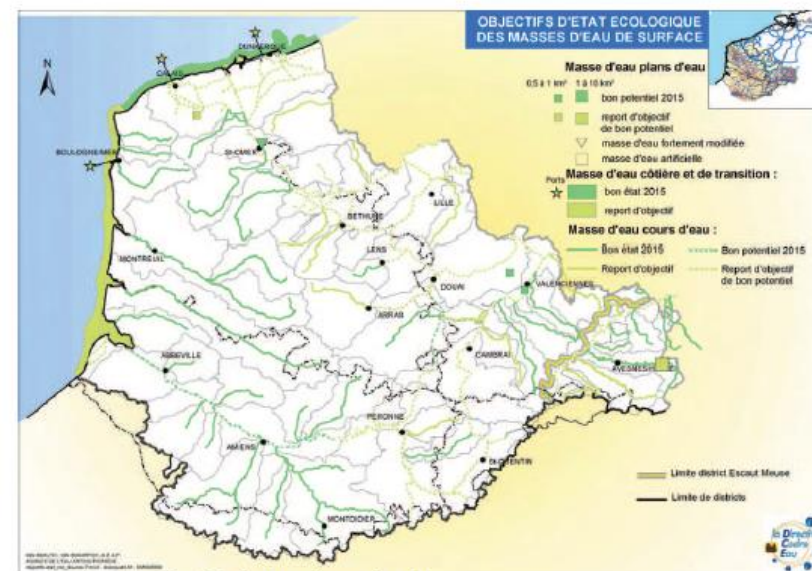 OBJECTIFS D'ETAT ECOLOGIQUE
DES MASSES D'EAU DE SURFACE
Masse d'eau plans d'eau
0,5 à 1 km² 1 à 10 km²
bon potentiel 2015
report d'objectif
de bon potentiel
masse d'eau fortement modifiée
masse d'eau artificielle
Ports
Masse d'eau côtière et de transition :
bon état 2015
report d'objectif
Masse d'eau cours d'eau :
Bon état 2015
Bon potentiel 2015
Report d'objectif
Report d'objectif
de bon potentiel
N
DUNKERQUE
CALAIS
ST-OMER
LILLE
BETHUNE
LENS
MONTREUIL
DOUAI
VALENCIENNES
ARRAS
CAMBRAI
ABBEVILLE
PERONNE
AMIENS
ST-QUENTIN
MONTDIDIER
Limite district Escaut Meuse
Limite de districts
la Directive
Cadre
Eau